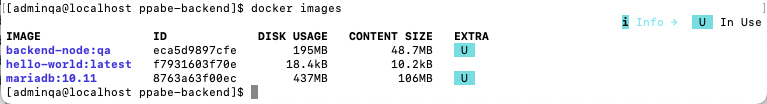 [[adminqa@localhost ppabe-backend]$ docker images ]
i Info → U In Use
IMAGE ID DISK USAGE CONTENT SIZE EXTRA
backend-node:qa eca5d9897cfe 195MB 48.7MB U
hello-world:latest f7931603f70e 18.4kB 10.2kB
mariadb:10.11 8763a63f00ec 437MB 106MB U
[adminqa@localhost ppabe-backend]$